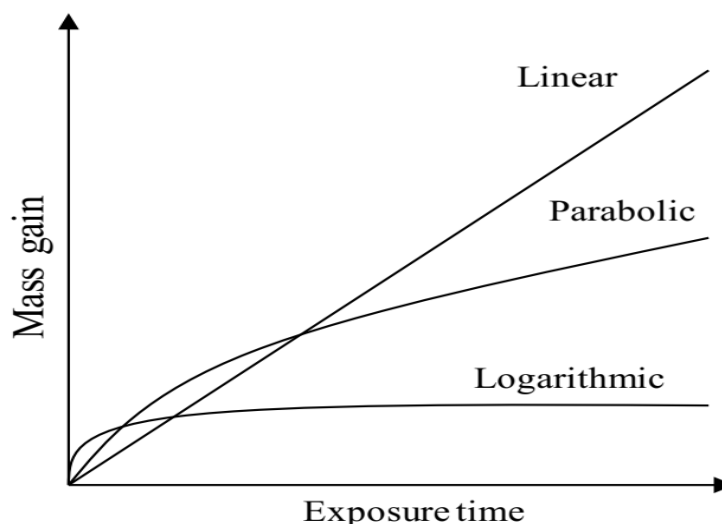 Linear
Parabolic
Mass gain
Logarithmic
Exposure time